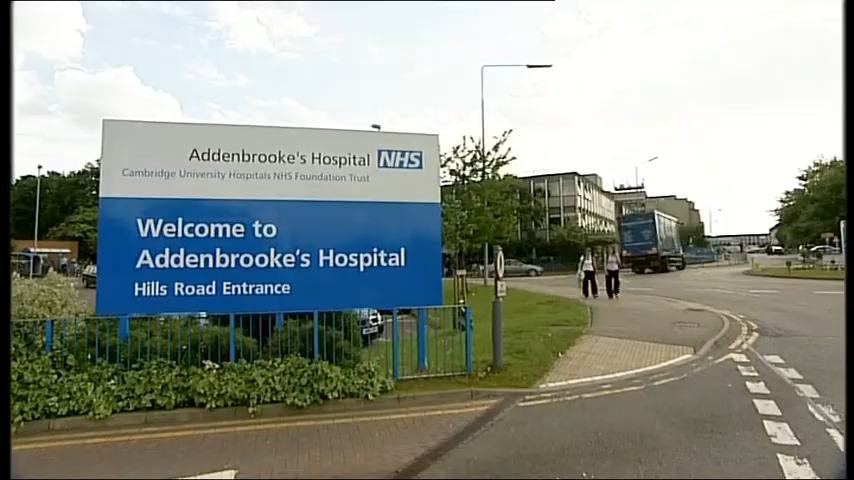 Addenbrooke's Hospital NHS
Cambridge University Hospitals NHS Foundation Trust
Welcome to
Addenbrooke's Hospital
Hills Road Entrance